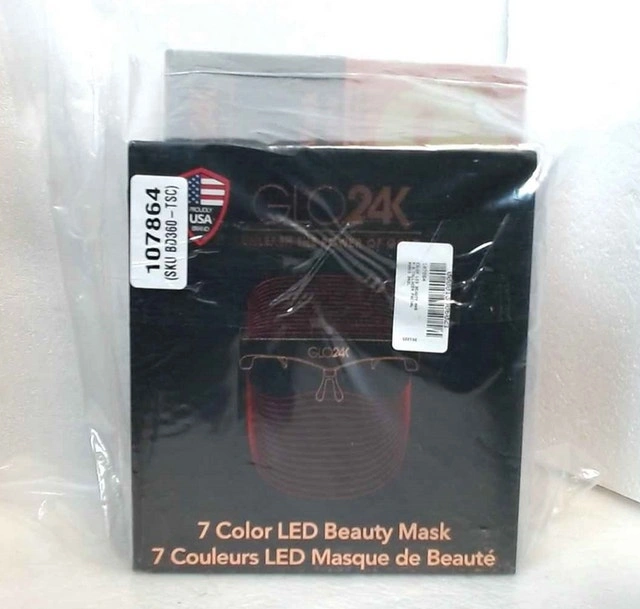 107864
(SKU BD360-TSC)
PROUDLY
USA
BRAND
GLO24K
GLO24K
7 Color LED Beauty Mask
7 Couleurs LED Masque de Beauté